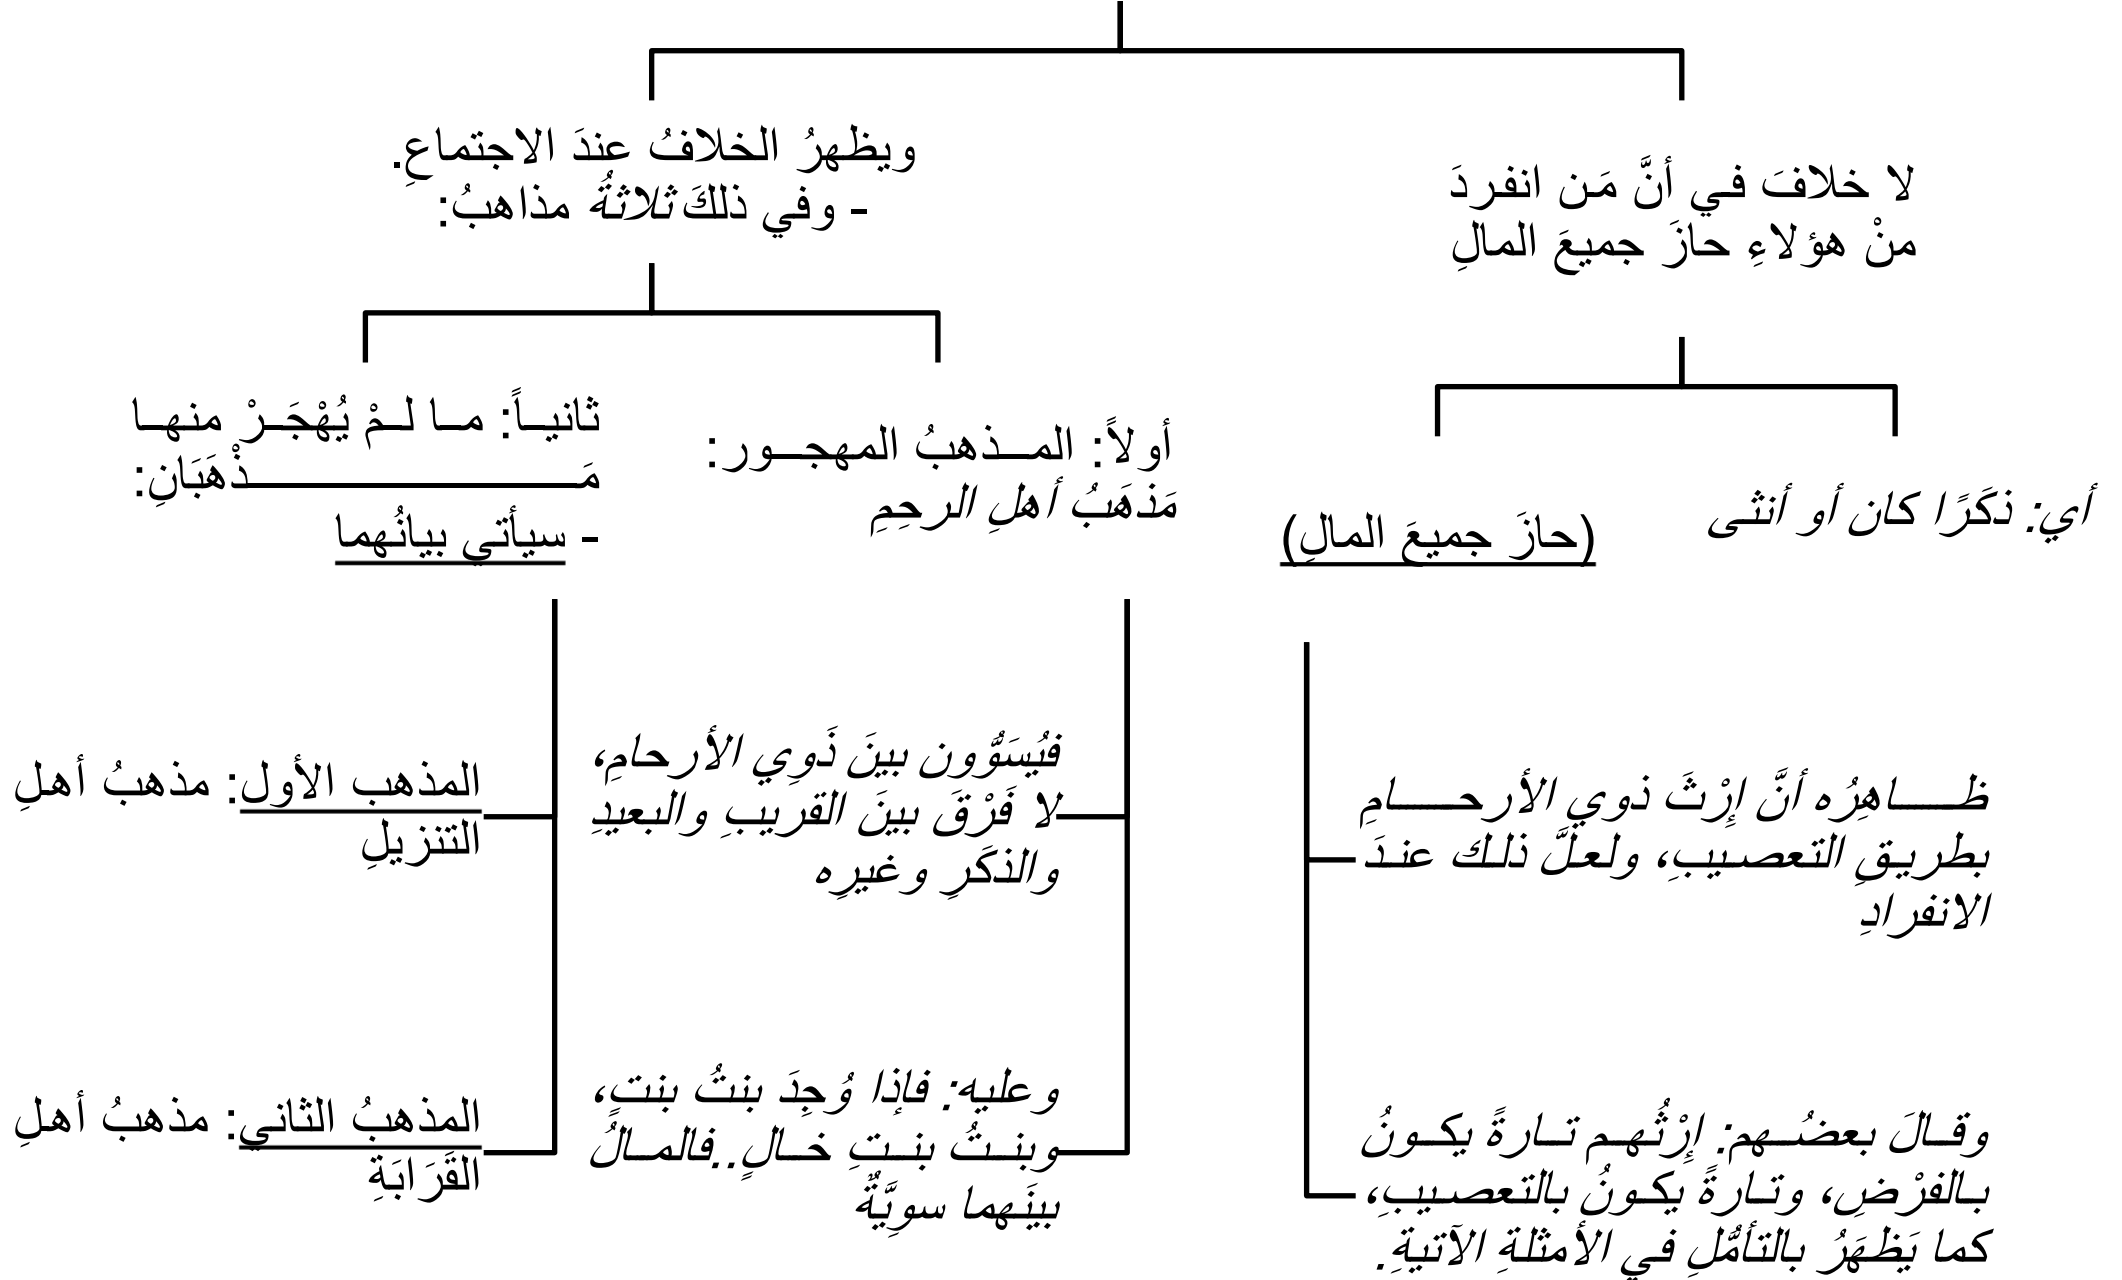 لا خلافَ في أنَّ مَن انفردَ
منْ هؤلاءِ حازَ جميعَ المالِ
أي: ذكَرًا كان أو أنثى
(حازَ جميعَ المالِ)
ظاهِرُه أنَّ إِرْثَ ذوي الأرحامِ
بطريقِ التعصيبِ، ولعلَّ ذلك عندَ
الانفرادِ
وقالَ بعضُهم: إِرْثُهم تارةً يكونُ
بالفرْضِ، وتارةً يكونُ بالتعصيبِ،
كما يَظهَرُ بالتأمُّلِ في الأمثلةِ الآتيةِ.
ويظهرُ الخلافُ عندَ الاجتماعِ.
- وفي ذلكَ ثلاثةُ مذاهبُ:
أولاً: المذهبُ المهجور:
مَذهَبُ أهلِ الرحِمِ
فيُسَوُّون بينَ ذَوِي الأرحامِ،
لا فَرْقَ بينَ القريبِ والبعيدِ
والذكَرِ وغيرِه
وعليه: فإذا وُجِدَ بنتُ بنتٍ،
وبنتُ بنتِ خالٍ..فالمالُ
بينَهما سوِيَّةٌ
ثانياً: ما لمْ يُهْجَرْ منها
مَذْهَبَانِ:
- سيأتي بيانُهما
المذهب الأول: مذهبُ أهلِ
التنزيلِ
المذهبُ الثاني: مذهبُ أهلِ
القَرَابَةِ